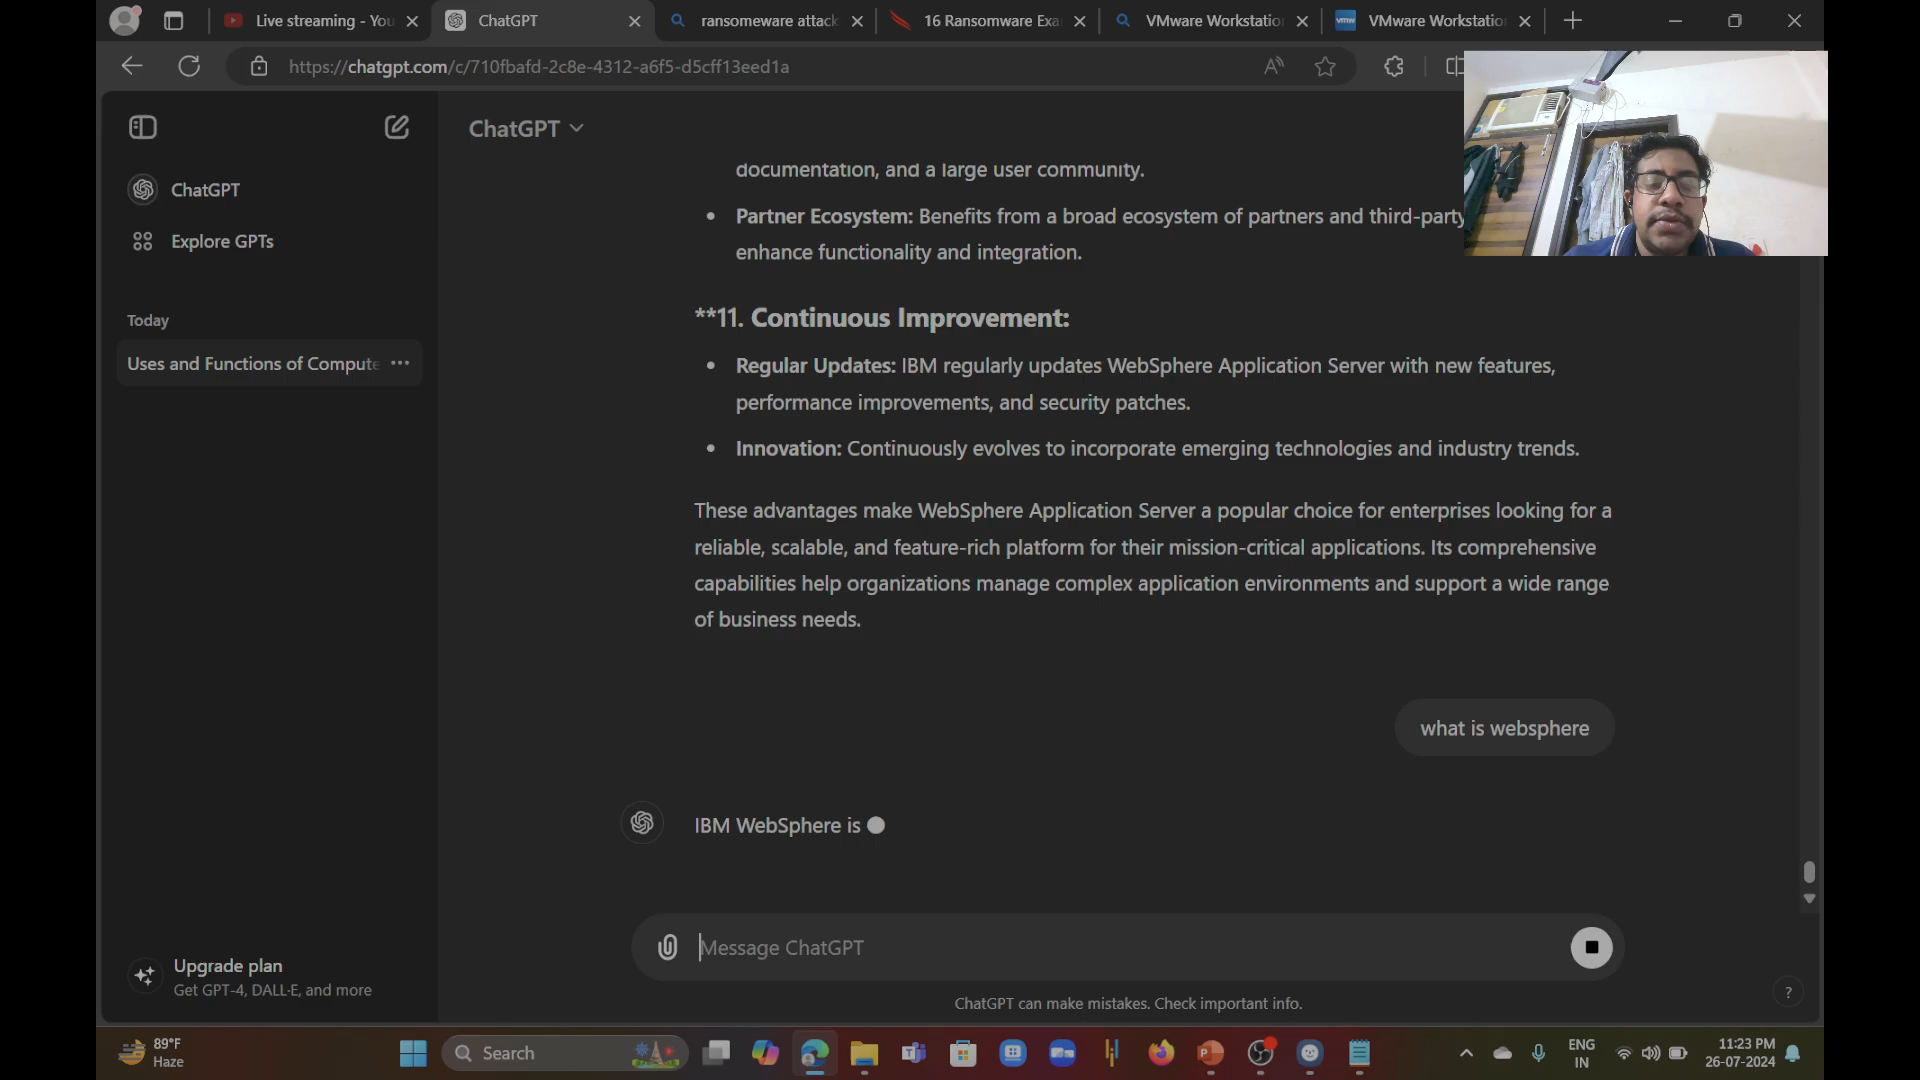 Live streaming - You
ChatGPT
ransomeware attack
16 Ransomware Exa
VMware Workstation
vmw
VMware Workstation
https://chatgpt.com/c/710fbafd-2c8e-4312-a6f5-d5cff13eed1a
ChatGPT
ChatGPT
Explore GPTs
Today
Uses and Functions of Compute
documentation, and a large user community.
• Partner Ecosystem: Benefits from a broad ecosystem of partners and third-party
enhance functionality and integration.
**11. Continuous Improvement:
• Regular Updates: IBM regularly updates WebSphere Application Server with new features,
performance improvements, and security patches.
• Innovation: Continuously evolves to incorporate emerging technologies and industry trends.
These advantages make WebSphere Application Server a popular choice for enterprises looking for a
reliable, scalable, and feature-rich platform for their mission-critical applications. Its comprehensive
capabilities help organizations manage complex application environments and support a wide range
of business needs.
what is websphere
IBM WebSphere is
Message ChatGPT
Upgrade plan
Get GPT-4, DALL·E, and more
ChatGPT can make mistakes. Check important info.
?
89°F
Haze
Search
ENG
IN
11:23 PM
26-07-2024